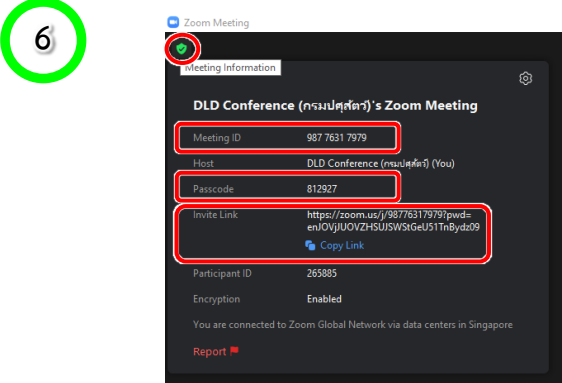 6
Zoom Meeting
Meeting Information
DLD Conference (กรมปศุสัตว์)'s Zoom Meeting
Meeting ID 987 7631 7979
Host DLD Conference (กรมปศุสัตว์) (You)
Passcode 812927
Invite Link https://zoom.us/j/98776317979?pwd=
enJOVjJUOVZHSUJSWStGeU51TnBydz09
Copy Link
Participant ID 265885
Encryption Enabled
You are connected to Zoom Global Network via data centers in Singapore
Report